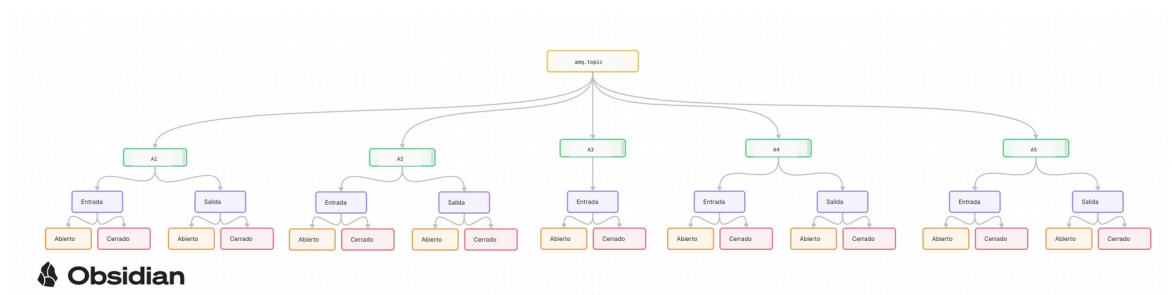 amq.topic
A1
A2
A3
A4
A5
Entrada
Salida
Entrada
Salida
Entrada
Entrada
Salida
Entrada
Salida
Abierto
Cerrado
Abierto
Cerrado
Abierto
Cerrado
Abierto
Cerrado
Abierto
Cerrado
Abierto
Cerrado
Abierto
Cerrado
Abierto
Cerrado
Abierto
Cerrado
Obsidian